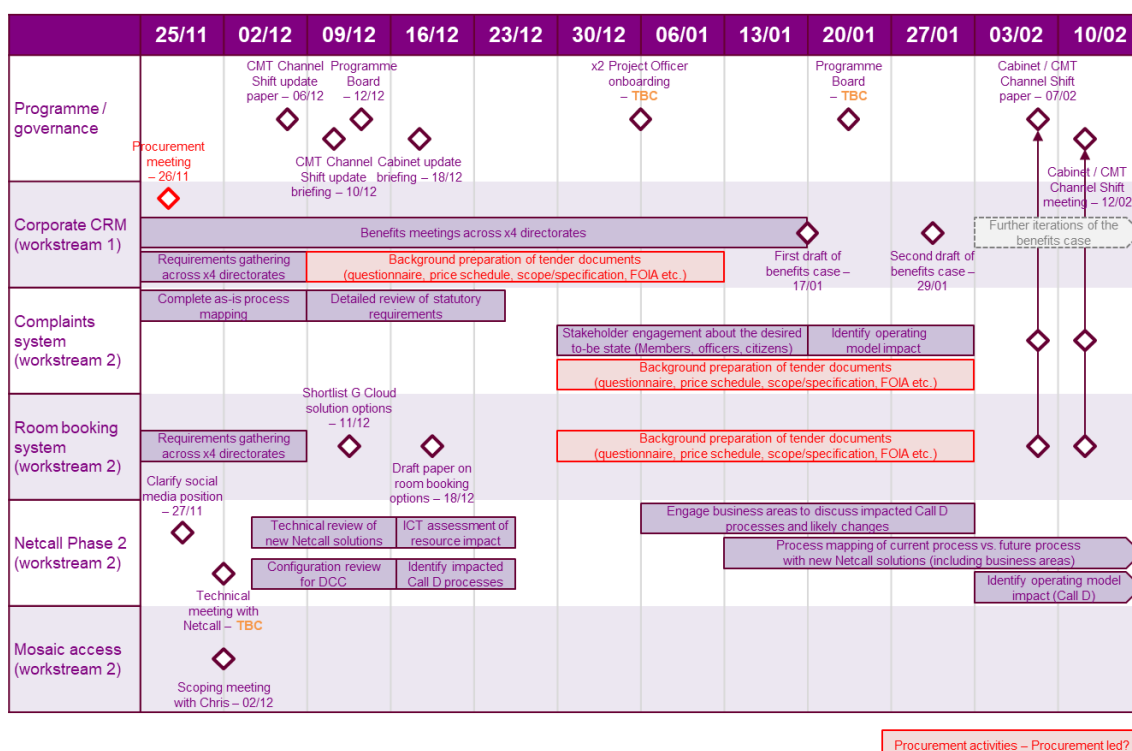 25/11 02/12 09/12 16/12 23/12 30/12 06/01 13/01 20/01 27/01 03/02 10/02
Programme /
governance
CMT Channel
Shift update
paper – 06/12
Programme
Board
– 12/12
x2 Project Officer
onboarding
– TBC
Programme
Board
– TBC
Cabinet / CMT
Channel Shift
paper – 07/02
Procurement
meeting
– 26/11
CMT Channel
Shift update
briefing – 10/12
Cabinet update
briefing – 18/12
Cabinet / CMT
Channel Shift
meeting – 12/02
Corporate CRM
(workstream 1)
Benefits meetings across x4 directorates
Further iterations of the
benefits case
Requirements gathering
across x4 directorates
Background preparation of tender documents
(questionnaire, price schedule, scope/specification, FOIA etc.)
First draft of
benefits case –
17/01
Second draft of
benefits case –
29/01
Complaints
system
(workstream 2)
Complete as-is process
mapping
Detailed review of statutory
requirements
Stakeholder engagement about the desired
to-be state (Members, officers, citizens)
Identify operating
model impact
Background preparation of tender documents
(questionnaire, price schedule, scope/specification, FOIA etc.)
Room booking
system
(workstream 2)
Shortlist G Cloud
solution options
– 11/12
Requirements gathering
across x4 directorates
Background preparation of tender documents
(questionnaire, price schedule, scope/specification, FOIA etc.)
Draft paper on
room booking
options – 18/12
Netcall Phase 2
(workstream 2)
Clarify social
media position
– 27/11
Technical review of
new Netcall solutions
ICT assessment of
resource impact
Engage business areas to discuss impacted Call D
processes and likely changes
Process mapping of current process vs. future process
with new Netcall solutions (including business areas)
Configuration review
for DCC
Identify impacted
Call D processes
Identify operating model
impact (Call D)
Technical
meeting with
Netcall – TBC
Mosaic access
(workstream 2)
Scoping meeting
with Chris – 02/12
Procurement activities – Procurement led?